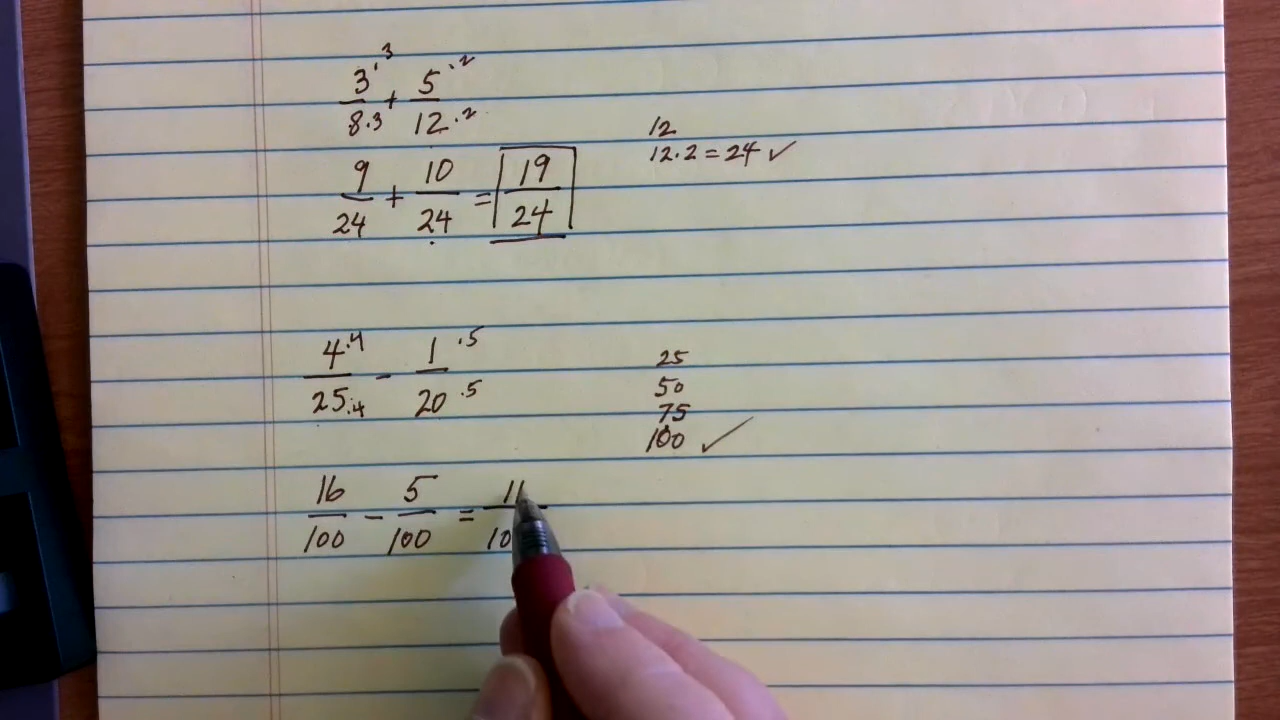 3·3/8·3 + 5·2/12·2
12
12·2 = 24 ✓
9/24 + 10/24 = 19/24
4·4/25·4 - 1·5/20·5
25
50
75
100 ✓
16/100 - 5/100 = 11/10